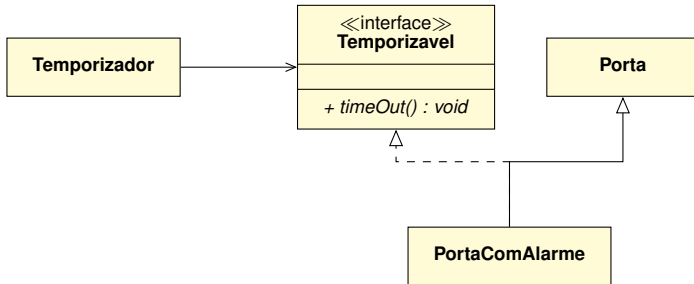 ≪interface≫
Temporizavel
Temporizador
Porta
+ timeOut() : void
PortaComAlarme